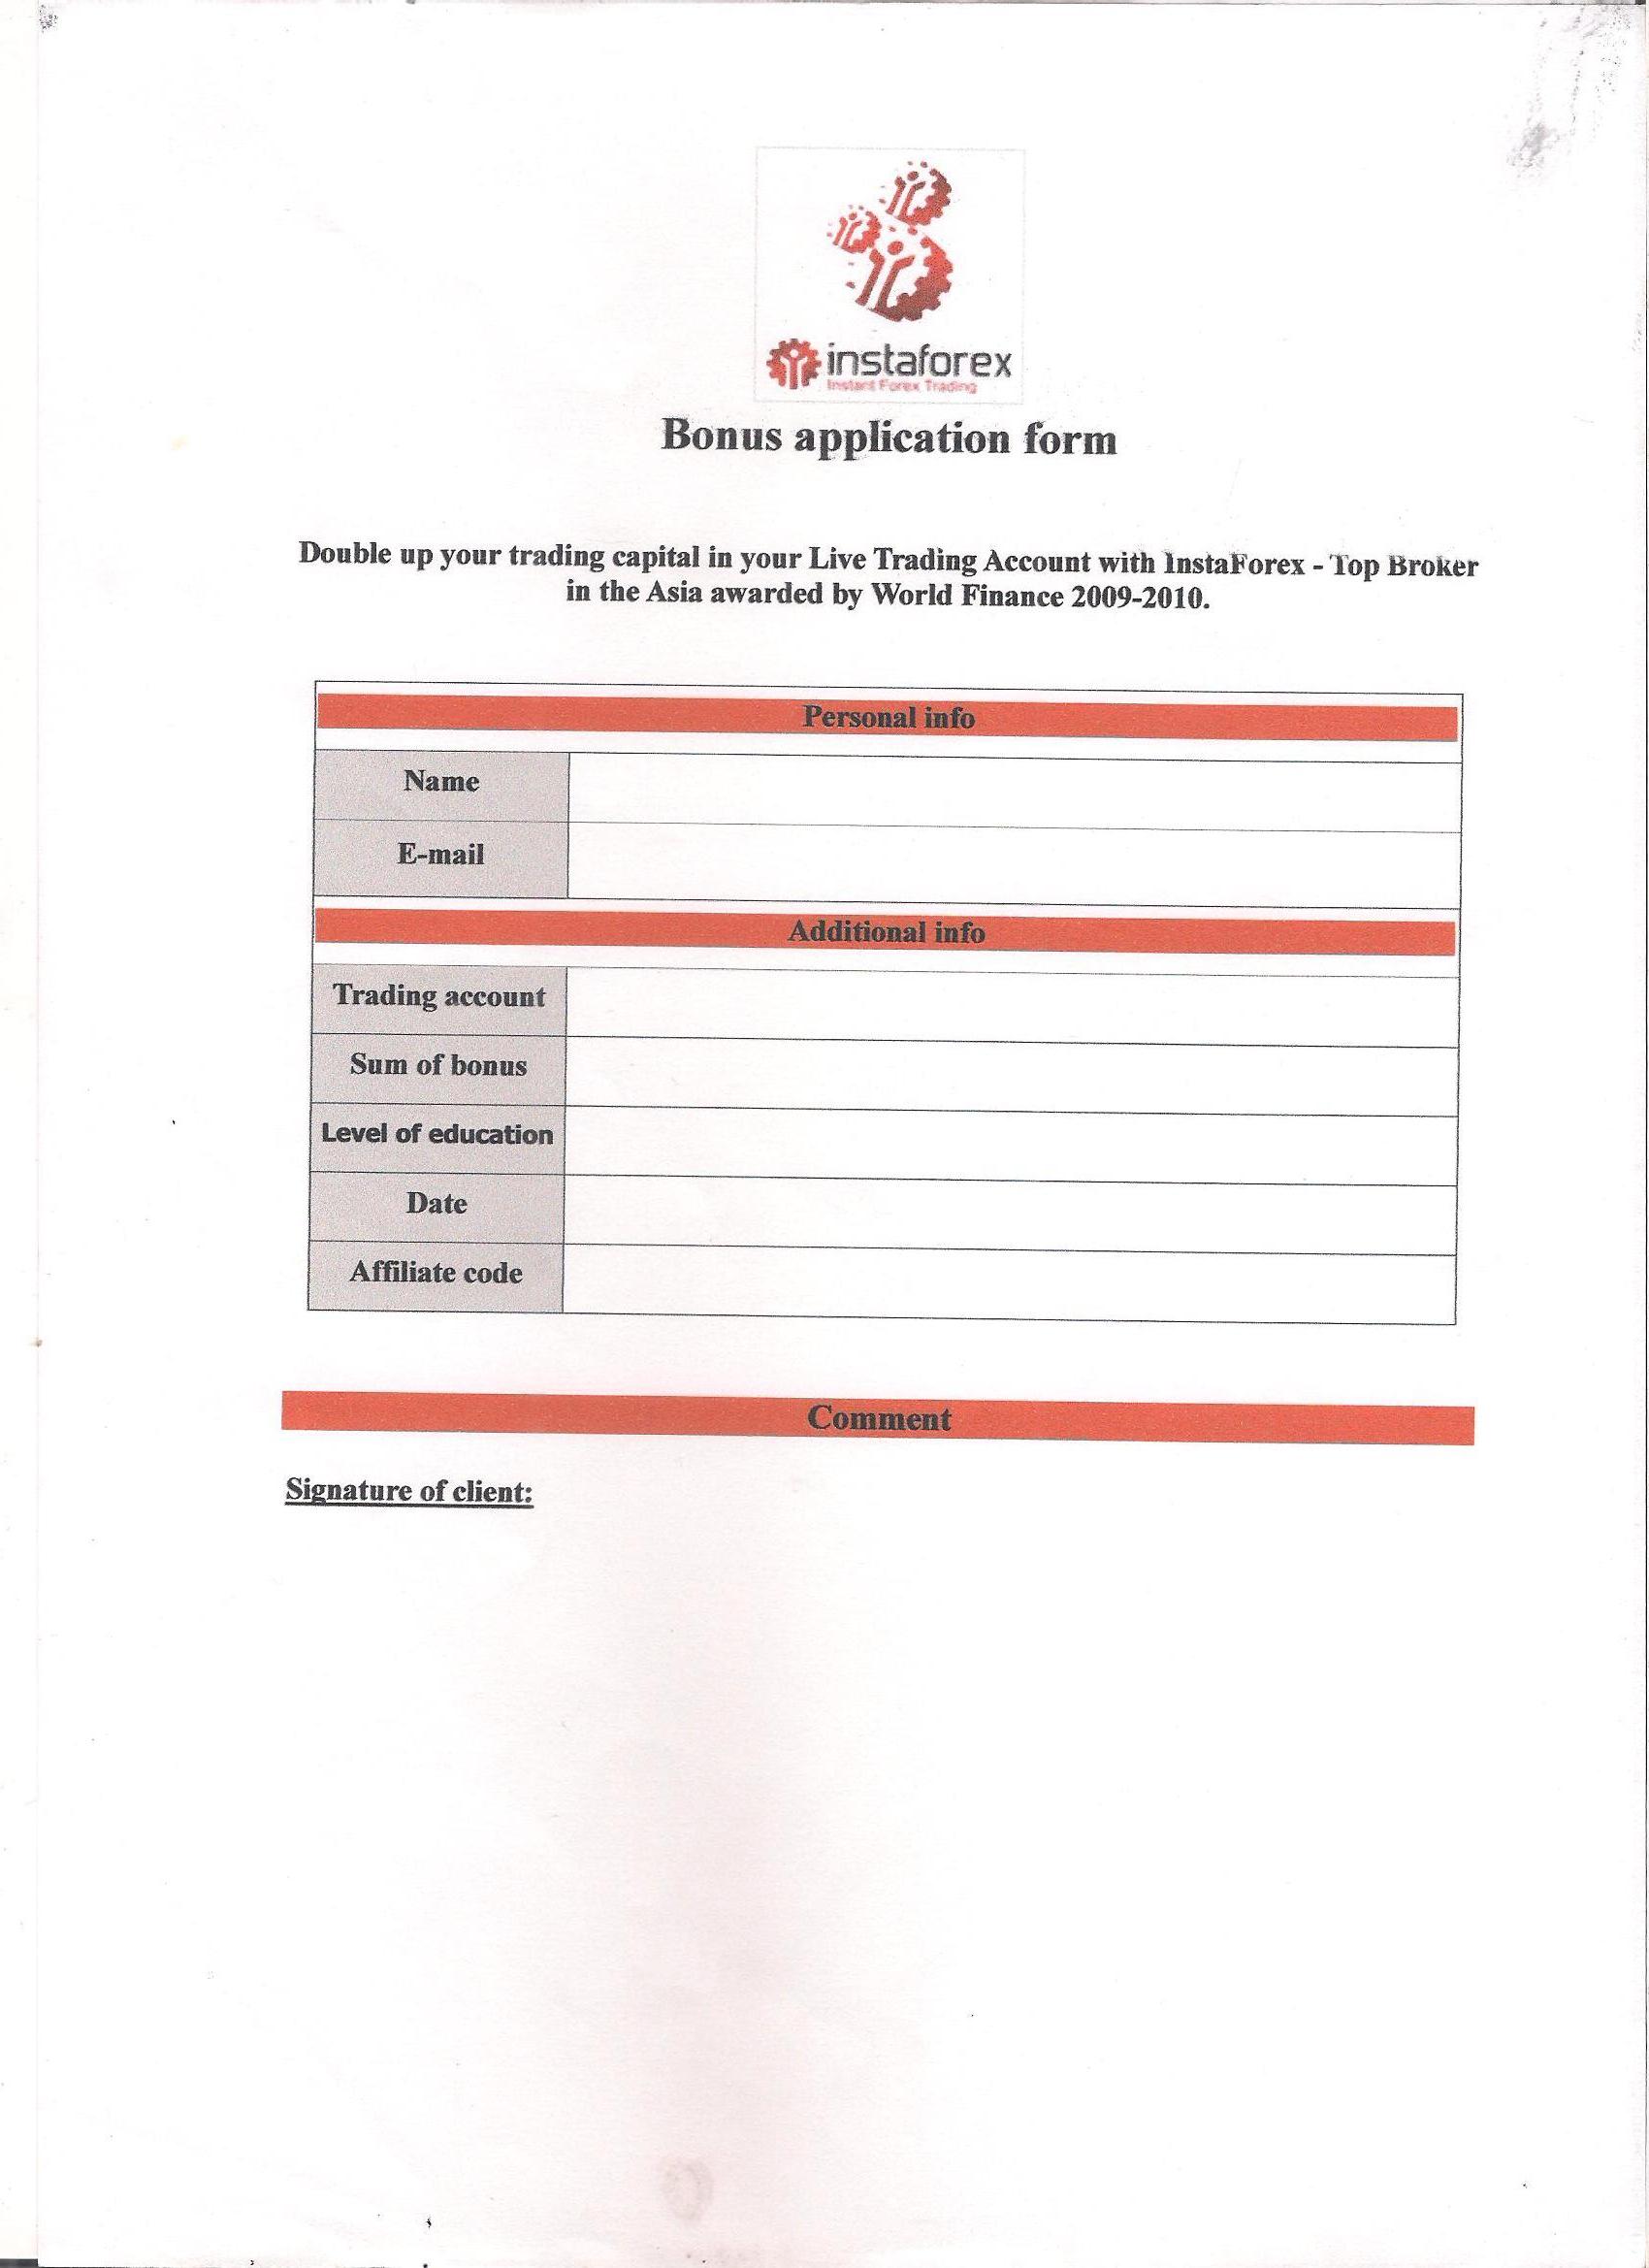 instaforex
Instant Forex Trading
Bonus application form
Double up your trading capital in your Live Trading Account with InstaForex - Top Broker
in the Asia awarded by World Finance 2009-2010.
Personal info
Name
E-mail
Additional info
Trading account
Sum of bonus
Level of education
Date
Affiliate code
Comment
Signature of client: